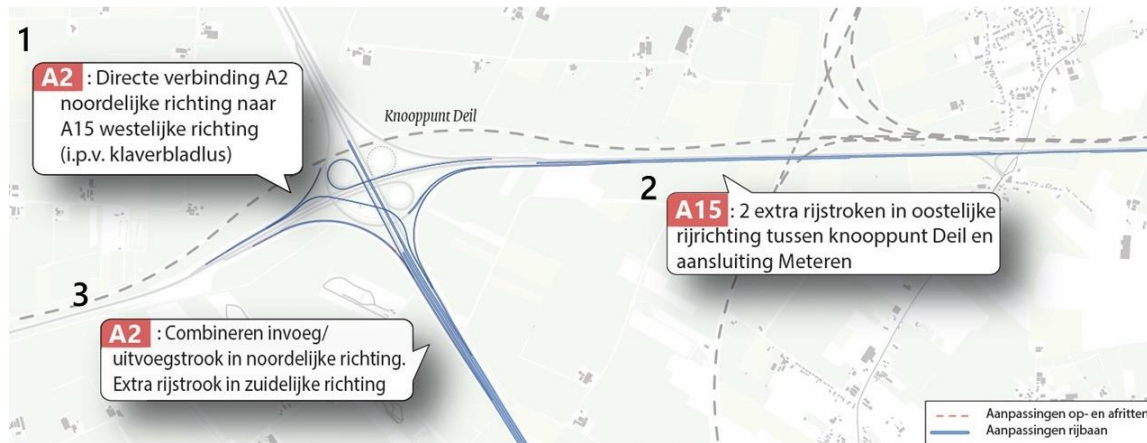 1
A2 : Directe verbinding A2
noordelijke richting naar
A15 westelijke richting
(i.p.v. klaverbladlus)
Knooppunt Deil
2
A15 : 2 extra rijstroken in oostelijke
rijrichting tussen knooppunt Deil en
aansluiting Meteren
3
A2 : Combineren invoeg/
uitvoegstrook in noordelijke richting.
Extra rijstrook in zuidelijke richting
Aanpassingen op- en afritten
Aanpassingen rijbaan